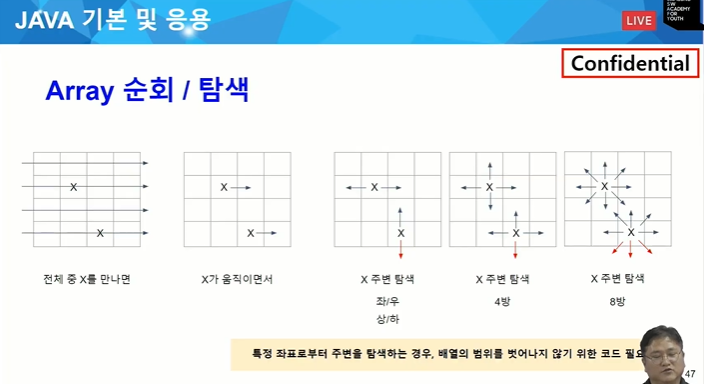 JAVA 기본 및 응용
LIVE
SW ACADEMY
FOR
YOUTH
Confidential
Array 순회 / 탐색
X
X
X
X
X
X
X
X
X
X
전체 중 X를 만나면
X가 움직이면서
X 주변 탐색
좌/우
상/하
X 주변 탐색
4방
X 주변 탐색
8방
특정 좌표로부터 주변을 탐색하는 경우, 배열의 범위를 벗어나지 않기 위한 코드 필요
47